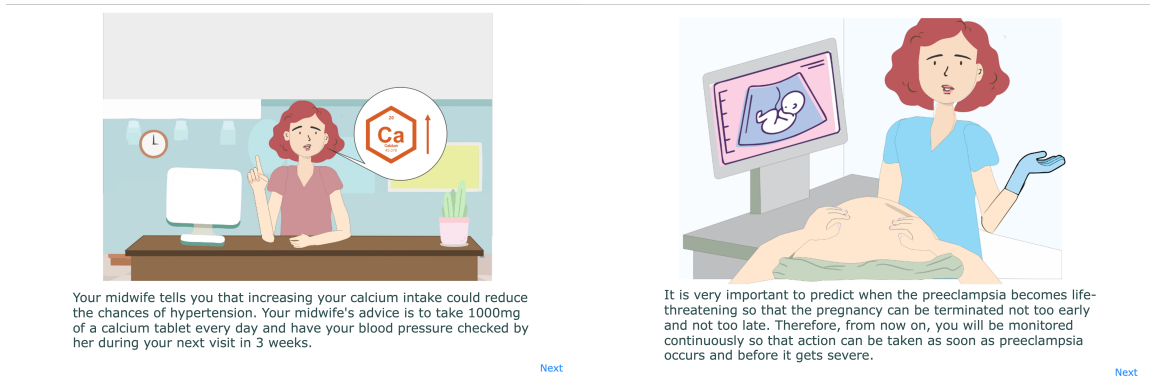 20
Ca
Calcium
Your midwife tells you that increasing your calcium intake could reduce
the chances of hypertension. Your midwife's advice is to take 1000mg
of a calcium tablet every day and have your blood pressure checked by
her during your next visit in 3 weeks.
Next
It is very important to predict when the preeclampsia becomes life-
threatening so that the pregnancy can be terminated not too early
and not too late. Therefore, from now on, you will be monitored
continuously so that action can be taken as soon as preeclampsia
occurs and before it gets severe.
Next